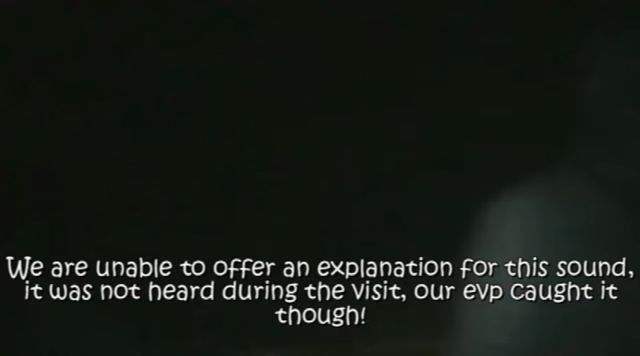 We are unable to offer an explanation for this sound,
it was not heard during the visit, our evp caught it
though!